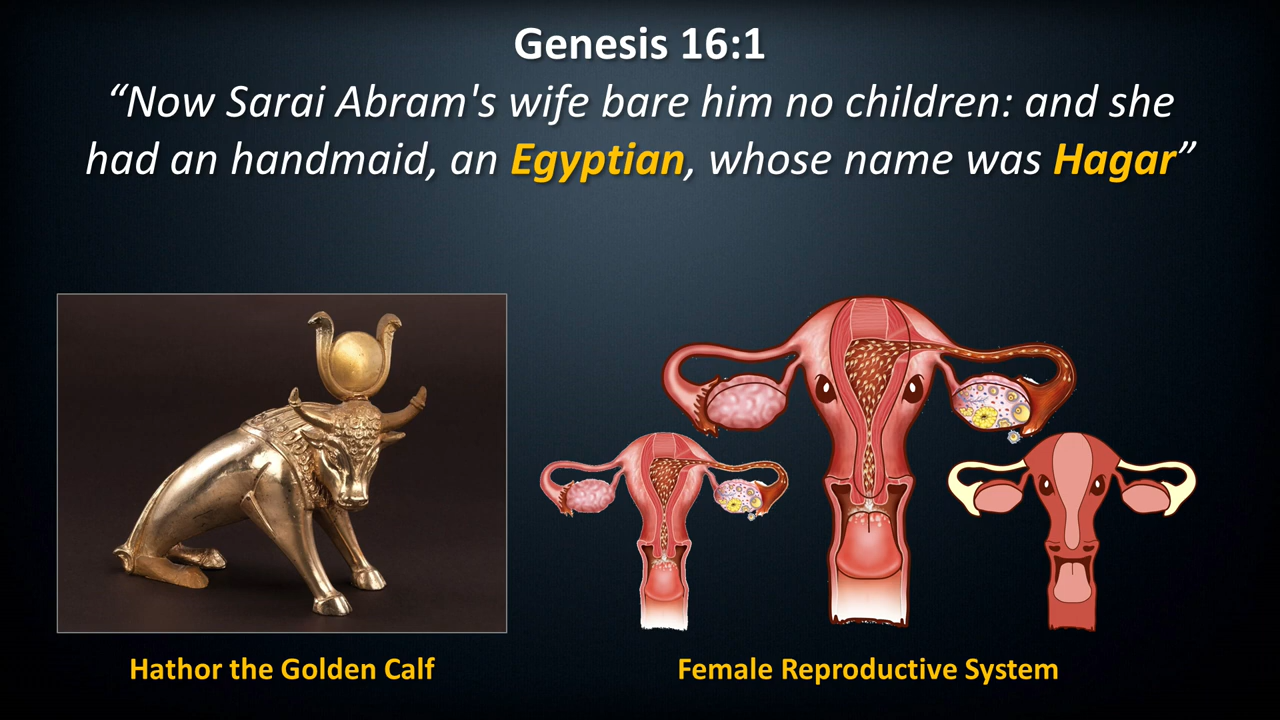 Genesis 16:1
“Now Sarai Abram's wife bare him no children: and she
had an handmaid, an Egyptian, whose name was Hagar”
Hathor the Golden Calf
Female Reproductive System